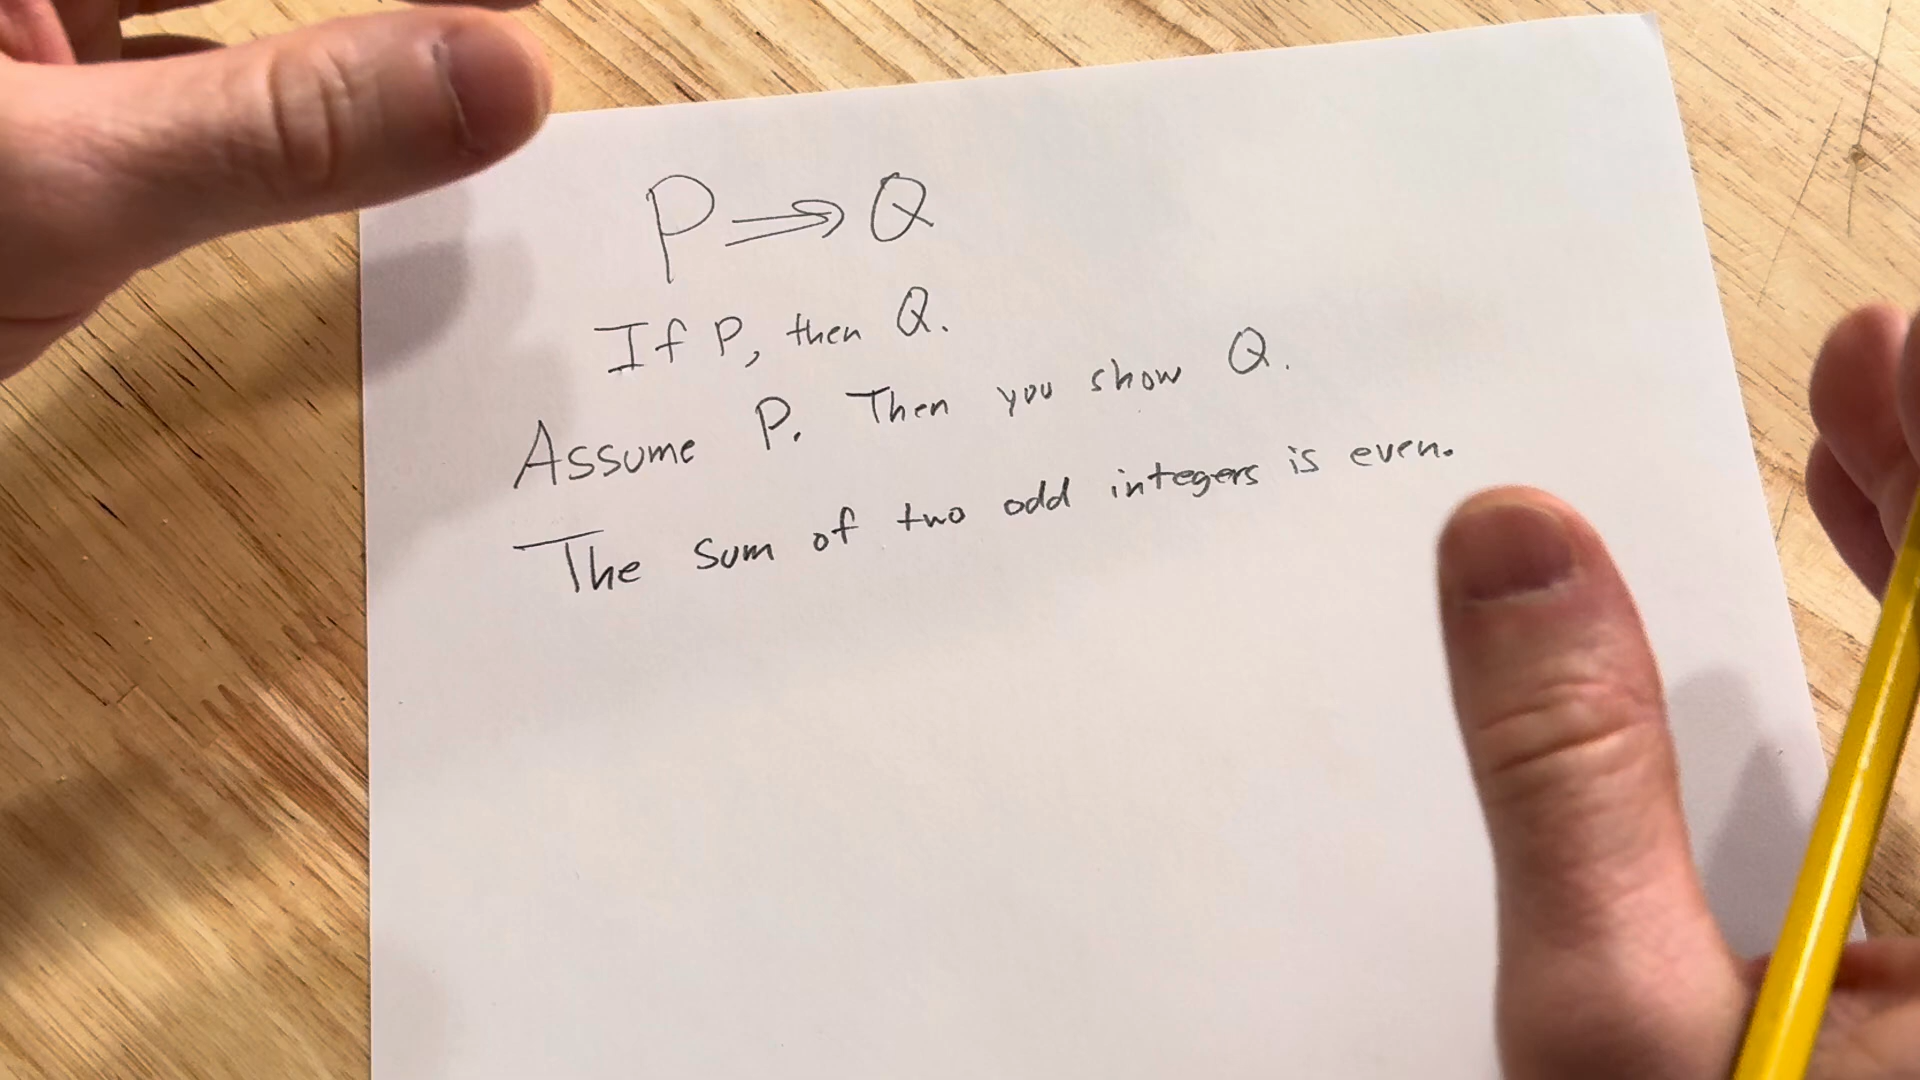 P ⇒ Q
If P, then Q.
Assume P. Then you show Q.
The sum of two odd integers is even.